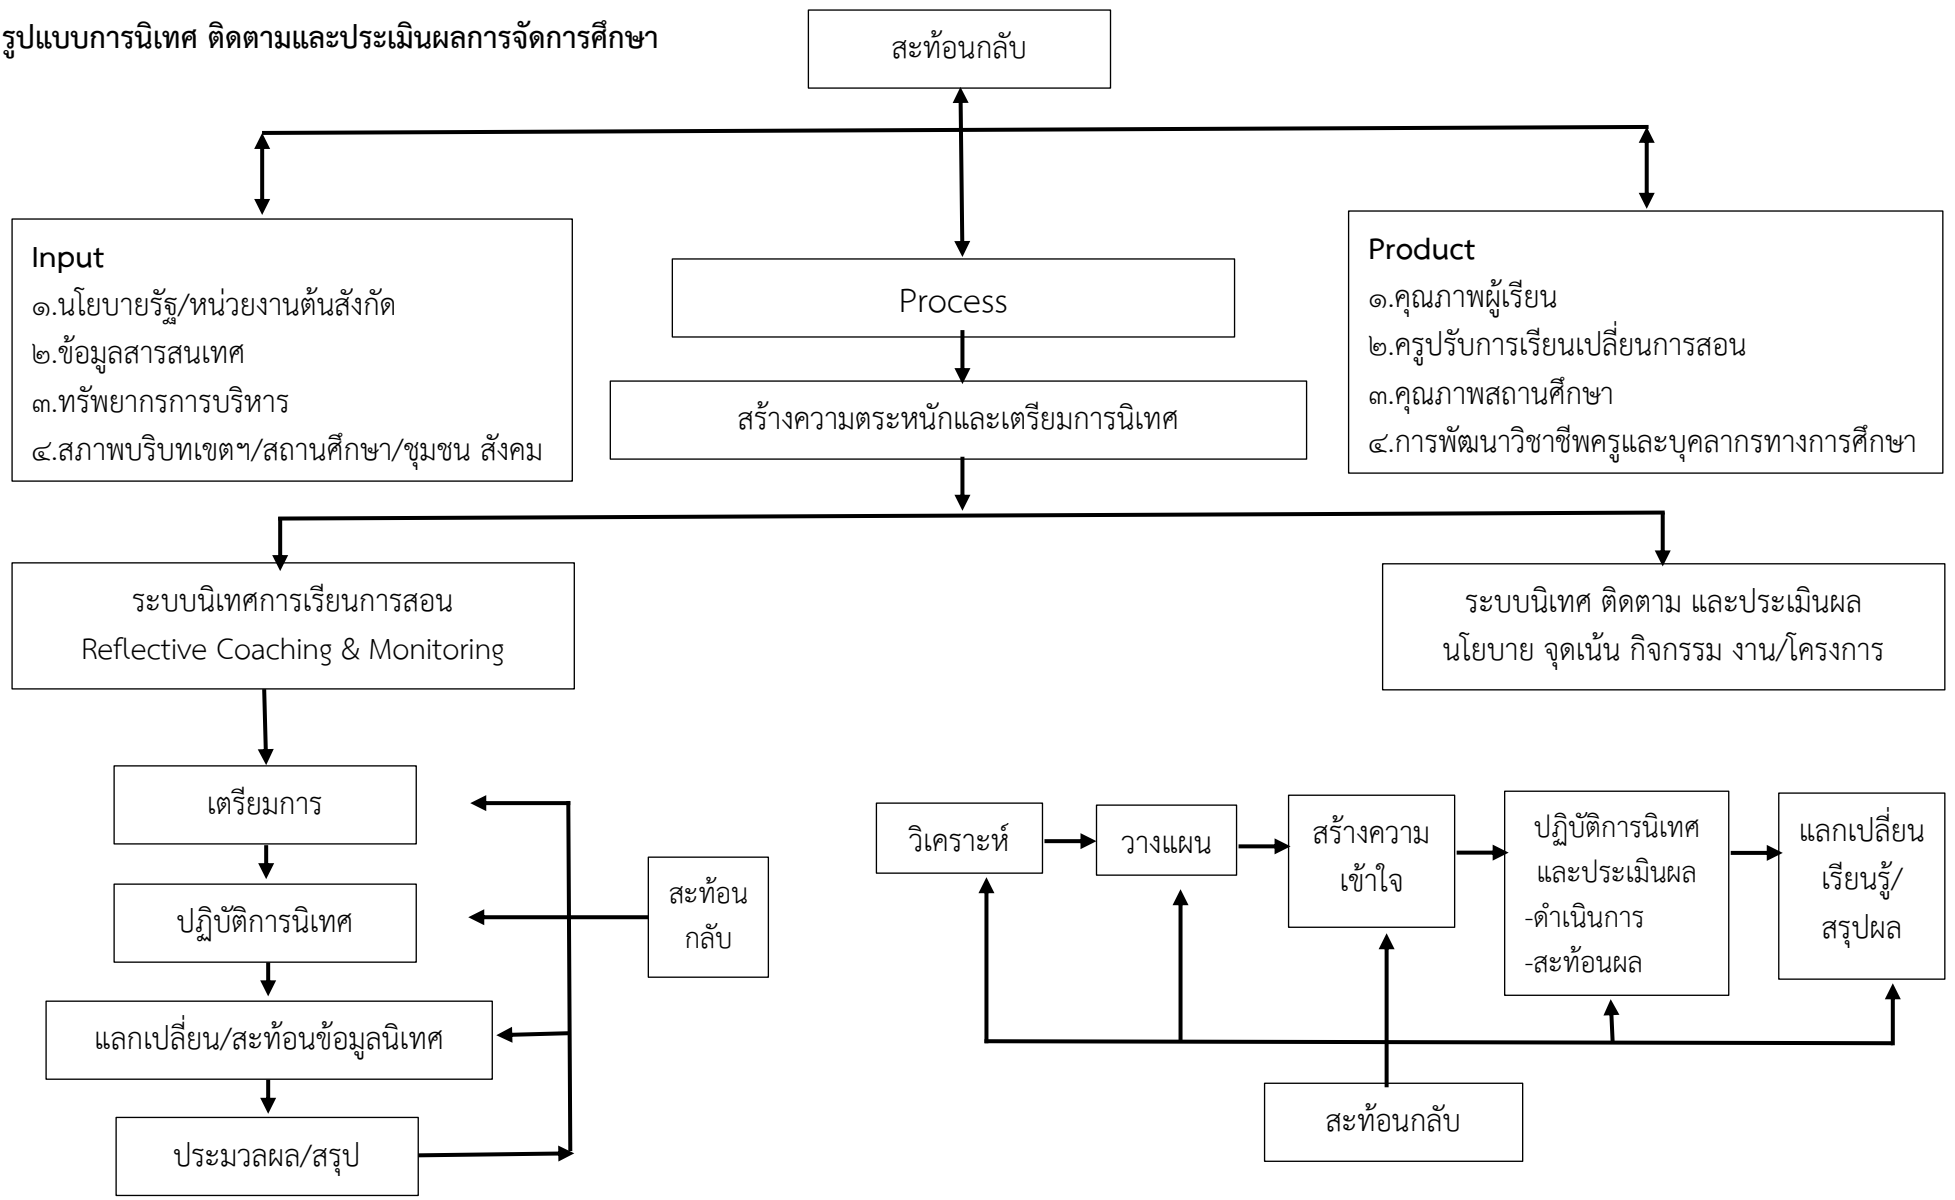 รูปแบบการนิเทศ ติดตามและประเมินผลการจัดการศึกษา
สะท้อนกลับ
Input
๑.นโยบายรัฐ/หน่วยงานต้นสังกัด
๒.ข้อมูลสารสนเทศ
๓.ทรัพยากรการบริหาร
๔.สภาพบริบทเขตฯ/สถานศึกษา/ชุมชน สังคม
Process
สร้างความตระหนักและเตรียมการนิเทศ
Product
๑.คุณภาพผู้เรียน
๒.ครูปรับการเรียนเปลี่ยนการสอน
๓.คุณภาพสถานศึกษา
๔.การพัฒนาวิชาชีพครูและบุคลากรทางการศึกษา
ระบบนิเทศการเรียนการสอน
Reflective Coaching & Monitoring
ระบบนิเทศ ติดตาม และประเมินผล
นโยบาย จุดเน้น กิจกรรม งาน/โครงการ
เตรียมการ
ปฏิบัติการนิเทศ
แลกเปลี่ยน/สะท้อนข้อมูลนิเทศ
ประมวลผล/สรุป
สะท้อน
กลับ
วิเคราะห์
วางแผน
สร้างความ
เข้าใจ
ปฏิบัติการนิเทศ
และประเมินผล
-ดำเนินการ
-สะท้อนผล
แลกเปลี่ยน
เรียนรู้/
สรุปผล
สะท้อนกลับ